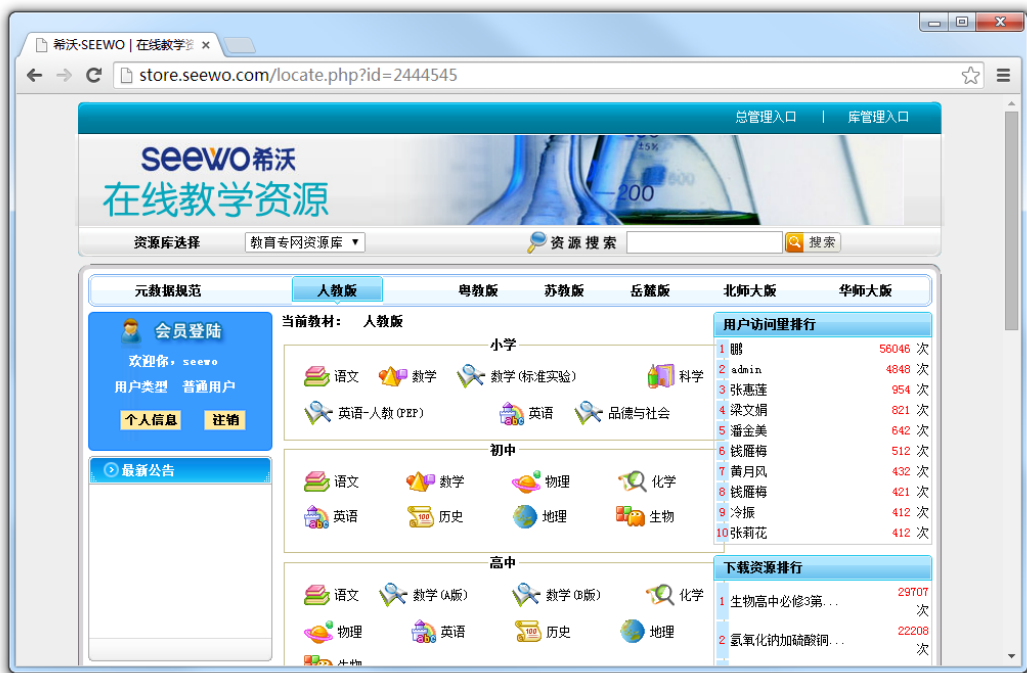 希沃·SEEWO | 在线教学资
store.seewo.com/locate.php?id=2444545
总管理入口 | 库管理入口
±5%
100
200
600
seewo希沃
在线教学资源
资源库选择 教育专网资源库 资源搜索 搜索
元数据规范 人教版 粤教版 苏教版 岳麓版 北师大版 华师大版
会员登陆
欢迎你，seewo
用户类型 普通用户
个人信息 注销
最新公告
当前教材： 人教版
小学
语文 数学 数学(标准实验) 科学
英语-人教(PEP) 英语 品德与社会
初中
语文 数学 物理 化学
英语 历史 地理 生物
高中
语文 数学(A版) 数学(B版) 化学
物理 英语 历史 地理
生物
用户访问量排行
1 鹏 56046 次
2 admin 4848 次
3 张惠莲 954 次
4 梁文娟 821 次
5 潘金美 642 次
6 钱雁梅 512 次
7 黄月风 432 次
8 钱雁梅 421 次
9 冷振 412 次
10 张莉花 412 次
下载资源排行
1 生物高中必修3第... 29707 次
2 氢氧化钠加硫酸铜... 22208 次